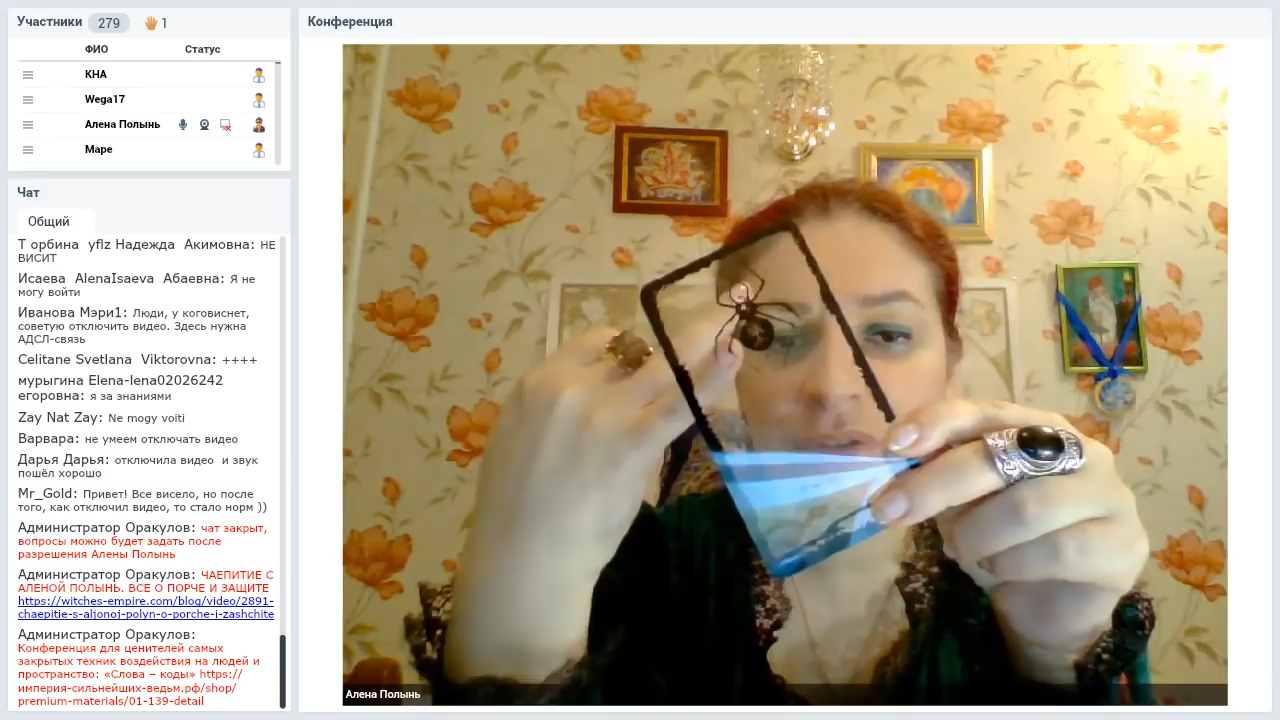 Участники 279 1
ФИО Статус
КНА
Wega17
Алена Полынь
Маре
Чат
Общий
Т орбина yflz Надежда Акимовна: НЕ
ВИСИТ
Исаева AlenaIsaeva Абаевна: Я не
могу войти
Иванова Мэри1: Люди, у коговиснет,
советую отключить видео. Здесь нужна
АДСЛ-связь
Celitane Svetlana Viktorovna: ++++
мурыгина Elena-lena02026242
егоровна: я за знаниями
Zay Nat Zay: Ne mogy voiti
Варвара: не умеем отключать видео
Дарья Дарья: отключила видео и звук
пошёл хорошо
Mr_Gold: Привет! Все висело, но после
того, как отключил видео, то стало норм ))
Администратор Оракулов: чат закрыт,
вопросы можно будет задать после
разрешения Алены Полынь
Администратор Оракулов: ЧАЕПИТИЕ С
АЛЕНОЙ ПОЛЫНЬ. ВСЕ О ПОРЧЕ И ЗАЩИТЕ
https://witches-empire.com/blog/video/2891-
chaepitie-s-aljonoj-polyn-o-porche-i-zashchite
Администратор Оракулов:
Конференция для ценителей самых
закрытых техник воздействия на людей и
пространство: «Слова – коды» https://
империя-сильнейших-ведьм.рф/shop/
premium-materials/01-139-detail
Конференция
Алена Полынь